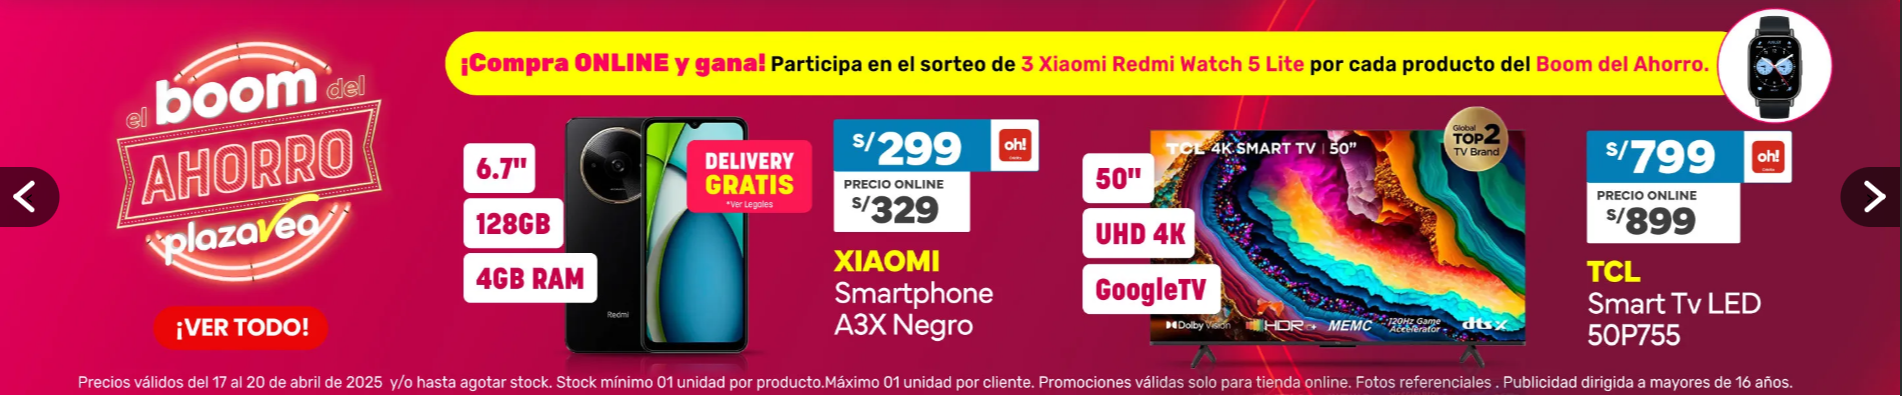 el boom del
AHORRO
plazavea
¡VER TODO!
¡Compra ONLINE y gana! Participa en el sorteo de 3 Xiaomi Redmi Watch 5 Lite por cada producto del Boom del Ahorro.
6.7"
128GB
4GB RAM
Redmi
DELIVERY
GRATIS
*Ver Legales
S/299
oh!
PRECIO ONLINE
S/329
XIAOMI
Smartphone
A3X Negro
50"
UHD 4K
GoogleTV
TCL 4K SMART TV | 50"
Global
TOP2
TV Brand
Dolby Vision
HDR
MEMC
120Hz Game
Accelerator
dts X
S/799
oh!
PRECIO ONLINE
S/899
TCL
Smart Tv LED
50P755
Precios válidos del 17 al 20 de abril de 2025 y/o hasta agotar stock. Stock mínimo 01 unidad por producto.Máximo 01 unidad por cliente. Promociones válidas solo para tienda online. Fotos referenciales . Publicidad dirigida a mayores de 16 años.